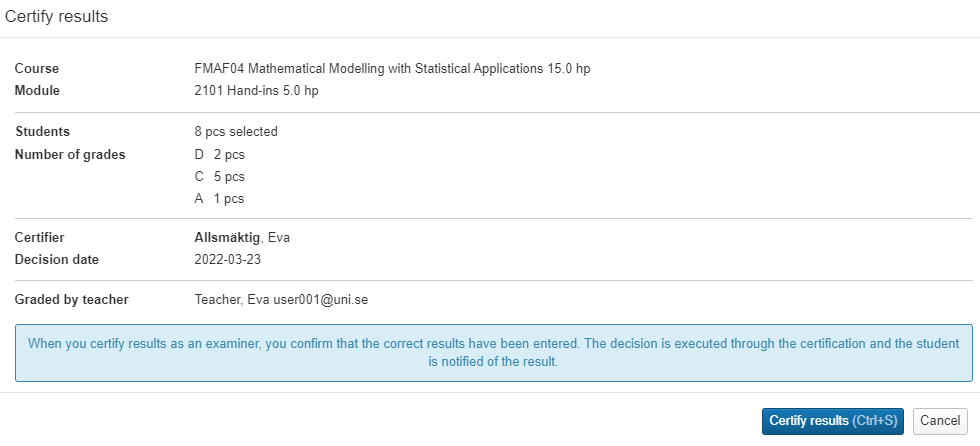 Certify results
Course FMAF04 Mathematical Modelling with Statistical Applications 15.0 hp
Module 2101 Hand-ins 5.0 hp
Students 8 pcs selected
Number of grades D 2 pcs
C 5 pcs
A 1 pcs
Certifier Allsmäktig, Eva
Decision date 2022-03-23
Graded by teacher Teacher, Eva user001@uni.se
When you certify results as an examiner, you confirm that the correct results have been entered. The decision is executed through the certification and the student
is notified of the result.
Certify results (Ctrl+S) Cancel